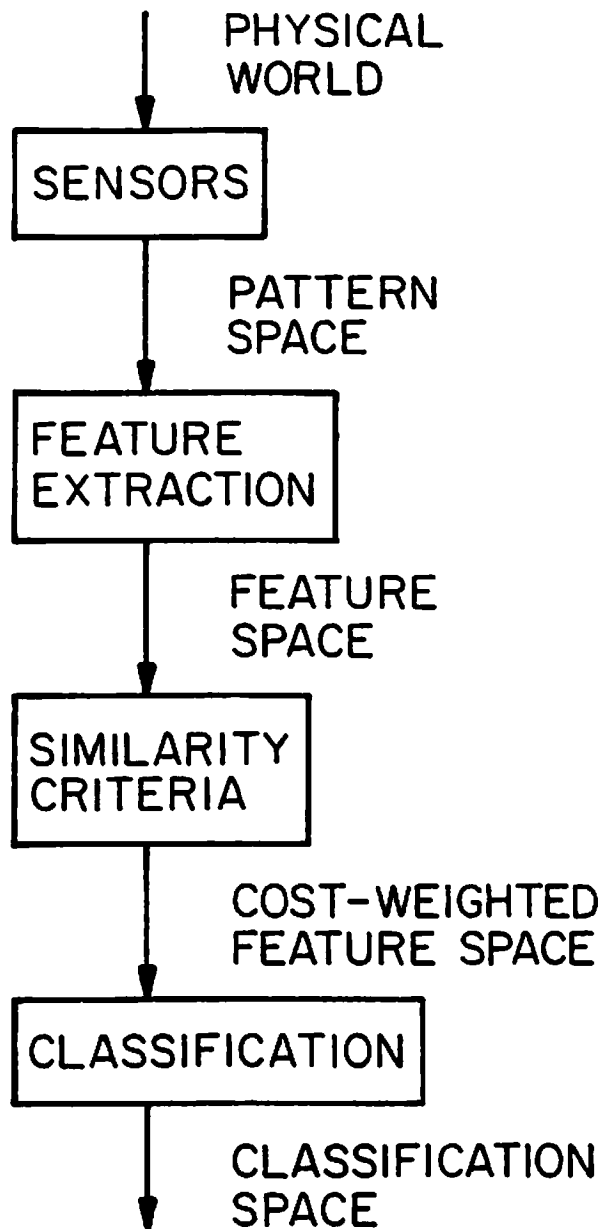 PHYSICAL
WORLD
SENSORS
PATTERN
SPACE
FEATURE
EXTRACTION
FEATURE
SPACE
SIMILARITY
CRITERIA
COST-WEIGHTED
FEATURE SPACE
CLASSIFICATION
CLASSIFICATION
SPACE